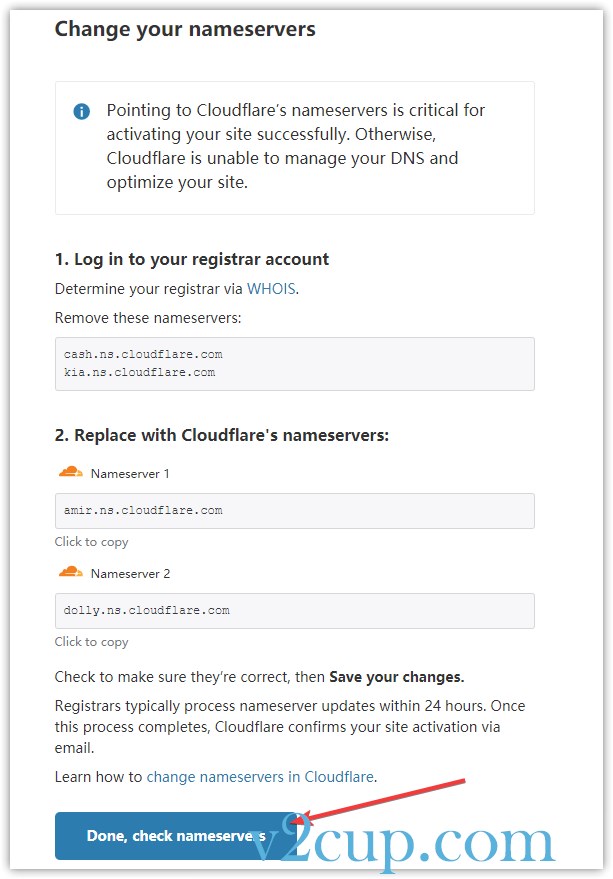 Change your nameservers
Pointing to Cloudflare's nameservers is critical for
activating your site successfully. Otherwise,
Cloudflare is unable to manage your DNS and
optimize your site.
1. Log in to your registrar account
Determine your registrar via WHOIS.
Remove these nameservers:
cash.ns.cloudflare.com
kia.ns.cloudflare.com
2. Replace with Cloudflare's nameservers:
Nameserver 1
amir.ns.cloudflare.com
Click to copy
Nameserver 2
dolly.ns.cloudflare.com
Click to copy
Check to make sure they're correct, then Save your changes.
Registrars typically process nameserver updates within 24 hours. Once
this process completes, Cloudflare confirms your site activation via
email.
Learn how to change nameservers in Cloudflare.
Done, check nameservers
v2cup.com